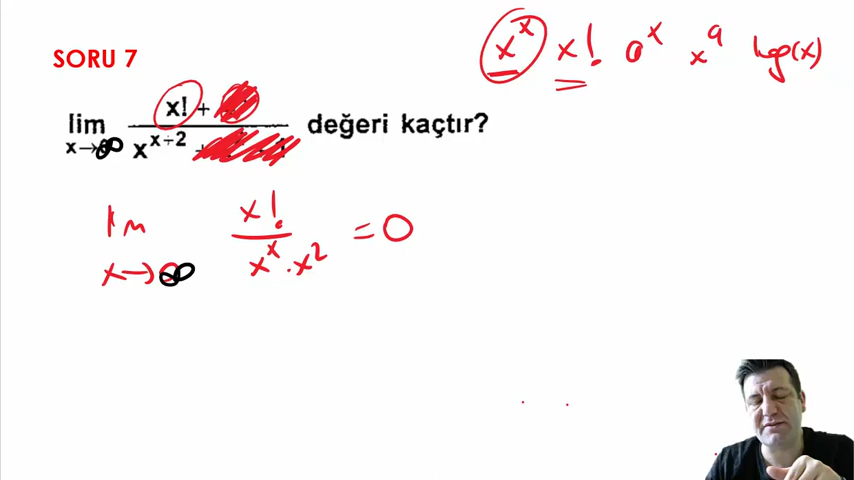 SORU 7
x^x x! a^x x^a log(x)
x! +
lim ——— değeri kaçtır?
x→∞ x^(x+2) +
lim x! = 0
x→∞ x^x · x^2